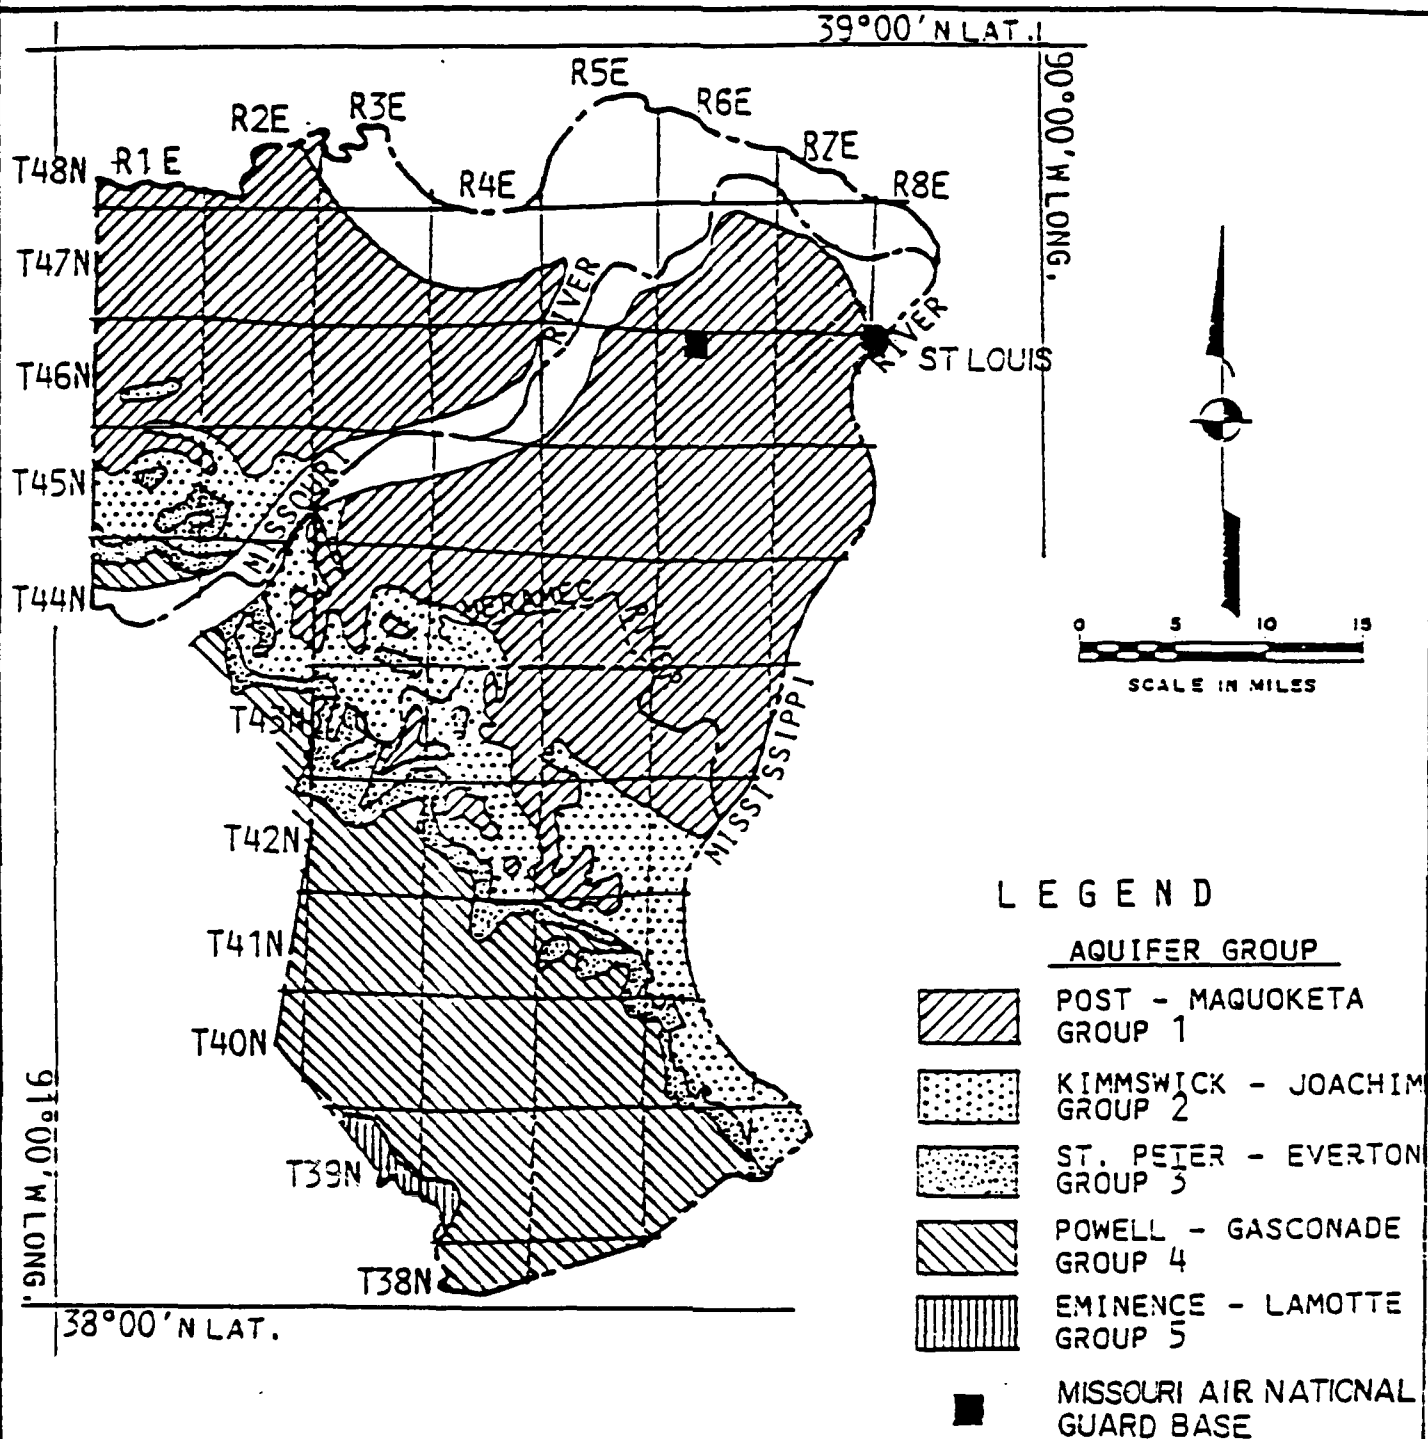 39°00'N LAT.
90°00'W LONG.
R5E
R6E
R3E
R2E
R7E
R1E
T48N
R4E
R8E
T47N
RIVER
RIVER
ST LOUIS
T46N
T45N
MISSOURI
T44N
MERAMEC
RIVER
0 5 10 15
SCALE IN MILES
T43N
MISSISSIPPI
T42N
T41N
T40N
91°00'W LONG.
T39N
T38N
38°00'N LAT.
LEGEND
AQUIFER GROUP
POST - MAQUOKETA
GROUP 1
KIMMSWICK - JOACHIM
GROUP 2
ST. PETER - EVERTON
GROUP 3
POWELL - GASCONADE
GROUP 4
EMINENCE - LAMOTTE
GROUP 5
MISSOURI AIR NATIONAL
GUARD BASE